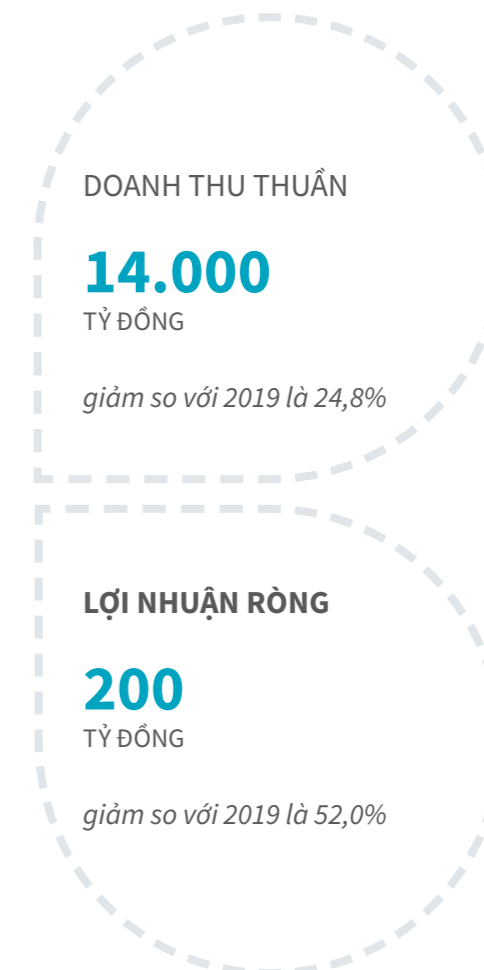 DOANH THU THUẦN
14.000
TỶ ĐỒNG
giảm so với 2019 là 24,8%
LỢI NHUẬN RÒNG
200
TỶ ĐỒNG
giảm so với 2019 là 52,0%